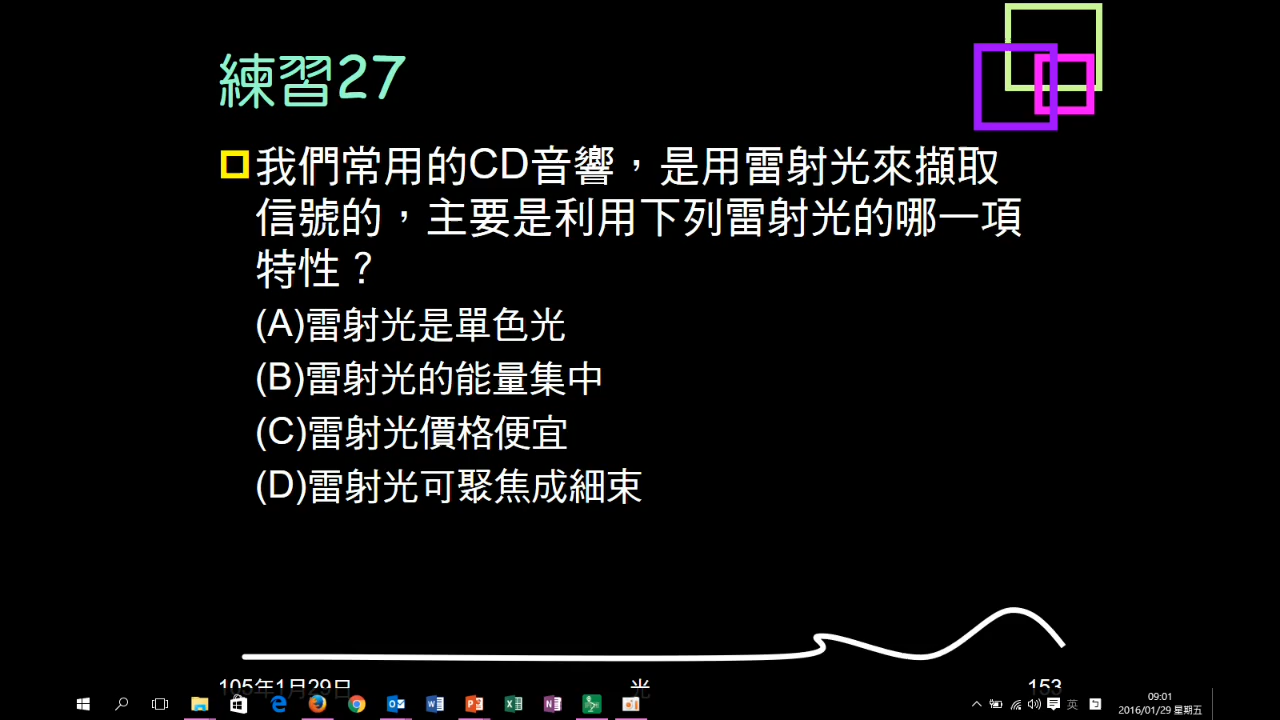 練習27
我們常用的CD音響，是用雷射光來擷取
信號的，主要是利用下列雷射光的哪一項
特性？
(A)雷射光是單色光
(B)雷射光的能量集中
(C)雷射光價格便宜
(D)雷射光可聚焦成細束
105年1月29日 光 153
英 09:01
2016/01/29 星期五